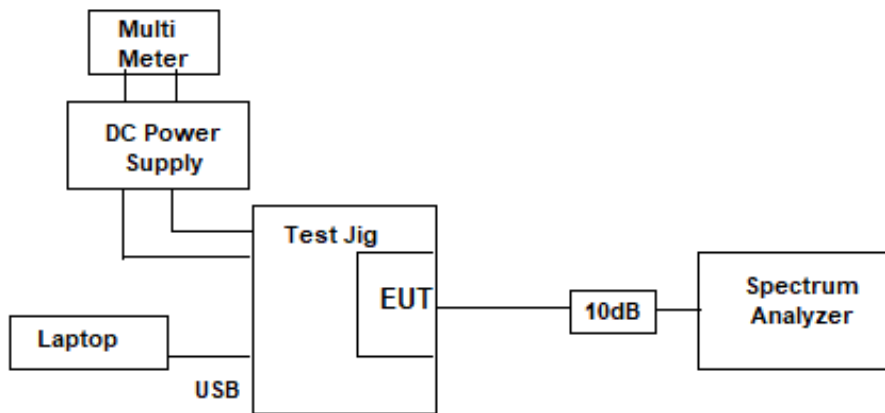 Multi
Meter
DC Power
Supply
Test Jig
EUT
10dB
Spectrum
Analyzer
Laptop
USB